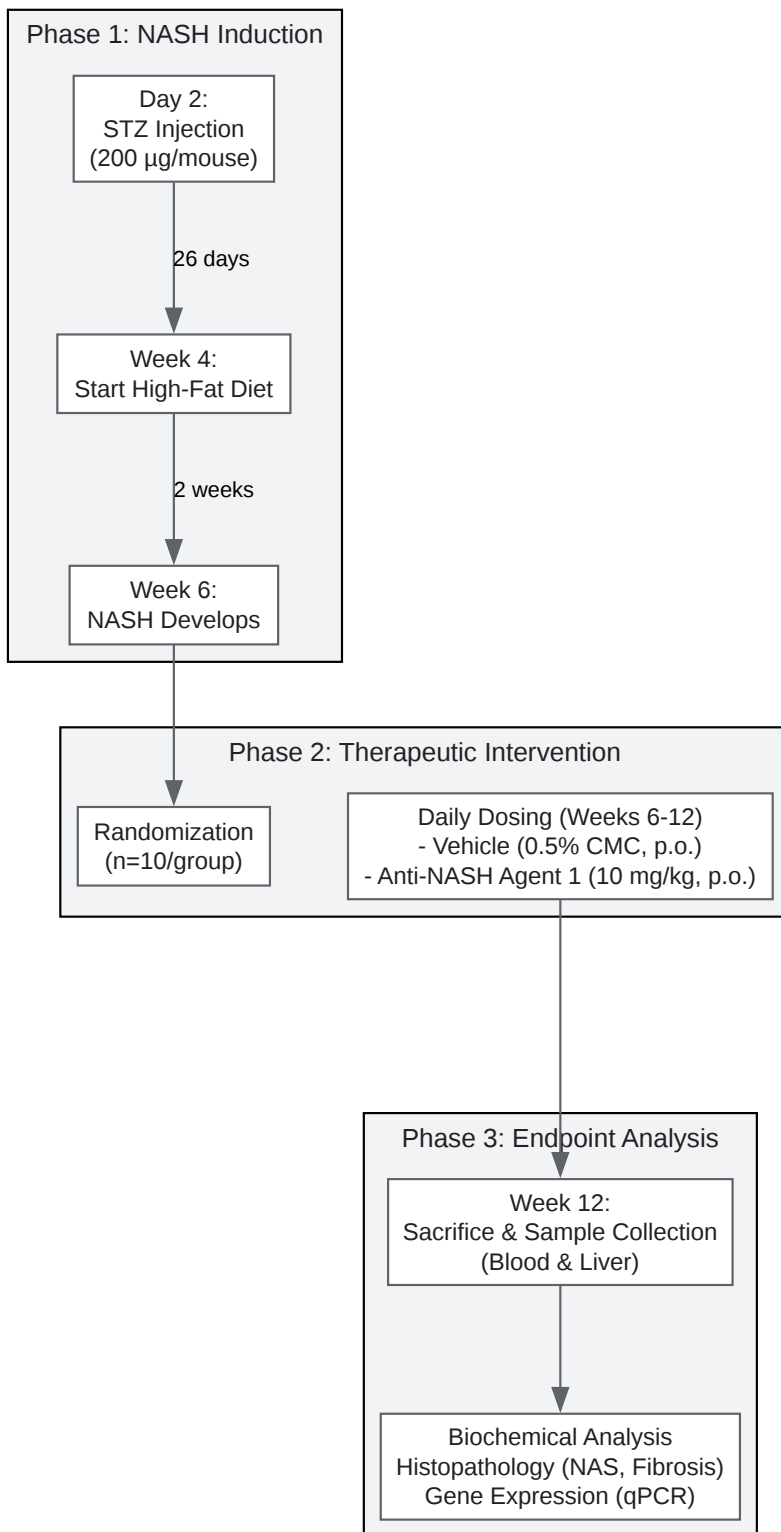 Phase 1: NASH Induction
Day 2:
STZ Injection
(200 µg/mouse)
26 days
Week 4:
Start High-Fat Diet
2 weeks
Week 6:
NASH Develops
Phase 2: Therapeutic Intervention
Randomization
(n=10/group)
Daily Dosing (Weeks 6-12)
- Vehicle (0.5% CMC, p.o.)
- Anti-NASH Agent 1 (10 mg/kg, p.o.)
Phase 3: Endpoint Analysis
Week 12:
Sacrifice & Sample Collection
(Blood & Liver)
Biochemical Analysis
Histopathology (NAS, Fibrosis)
Gene Expression (qPCR)